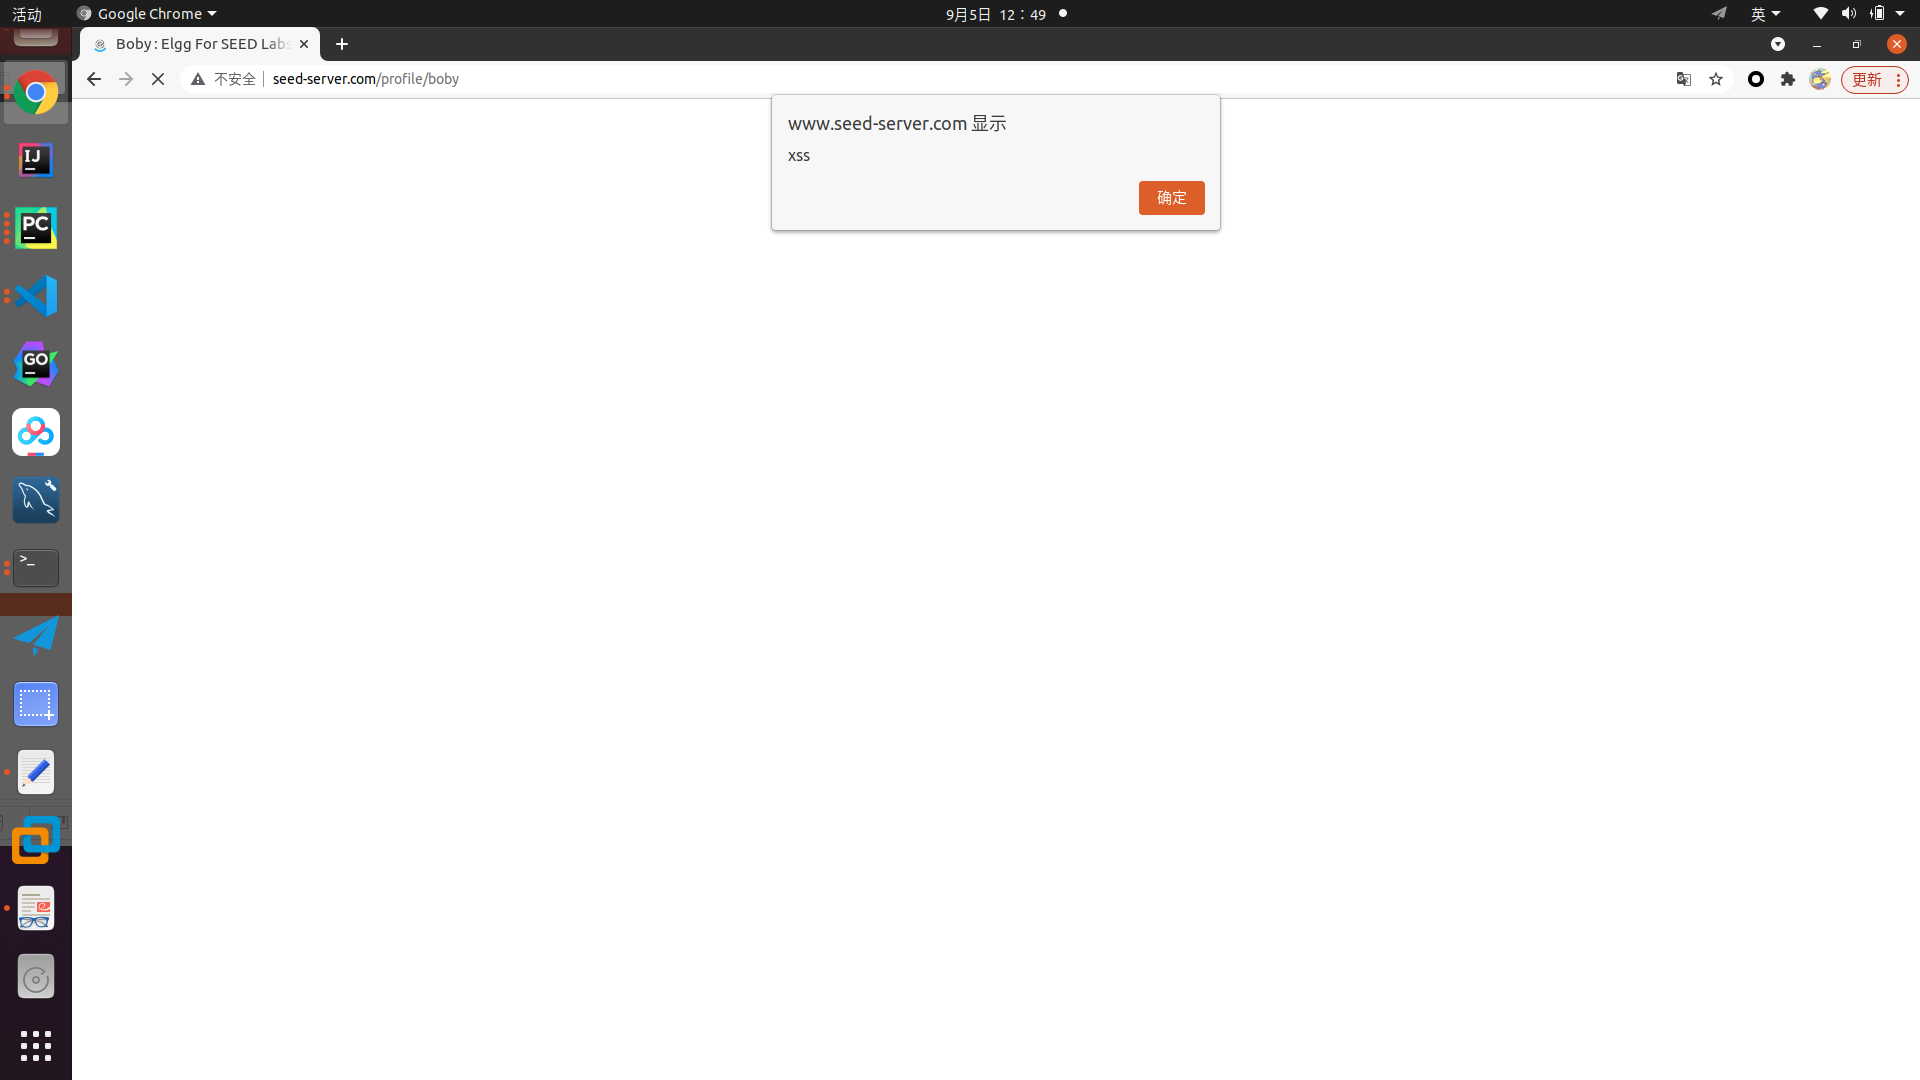 活动
Google Chrome
9月5日 12：49
英
Boby : Elgg For SEED Labs
不安全
seed-server.com/profile/boby
更新
www.seed-server.com 显示
xss
确定
IJ
PC
GO
>_